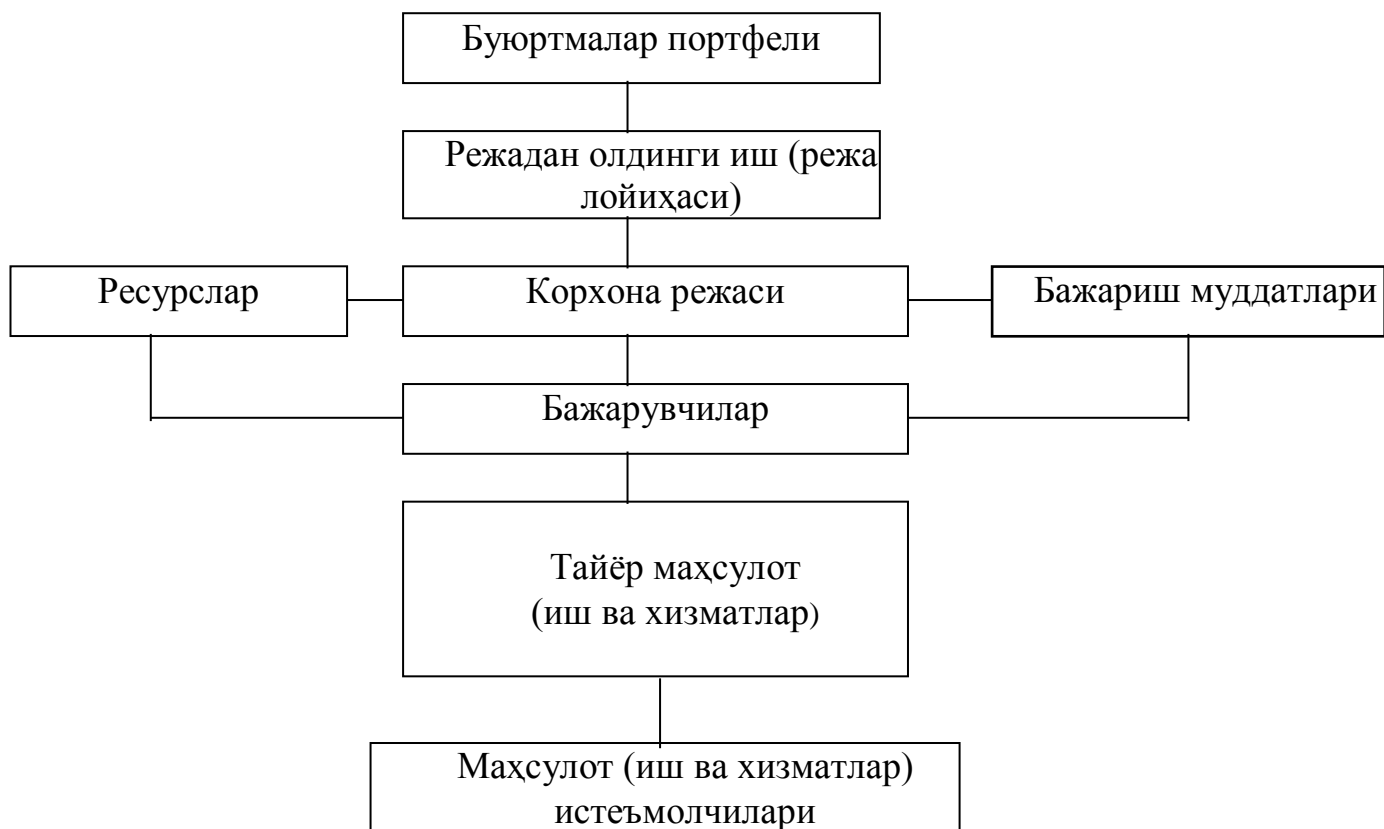 Буюртмалар портфели
Режадан олдинги иш (режа
лойиҳаси)
Ресурслар
Корхона режаси
Бажариш муддатлари
Бажарувчилар
Тайёр маҳсулот
(иш ва хизматлар)
Маҳсулот (иш ва хизматлар)
истеъмолчилари